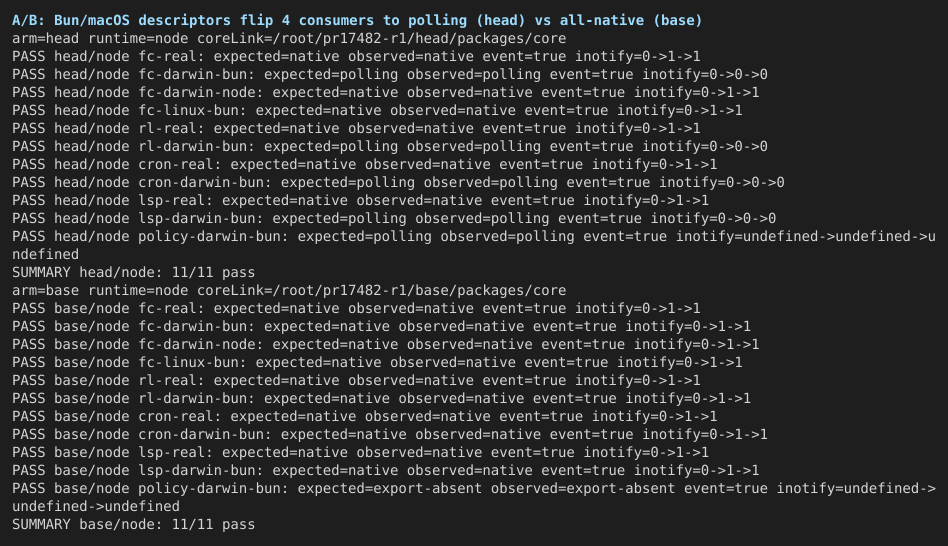 A/B: Bun/macOS descriptors flip 4 consumers to polling (head) vs all-native (base)
arm=head runtime=node coreLink=/root/pr17482-r1/head/packages/core
PASS head/node fc-real: expected=native observed=native event=true inotify=0->1->1
PASS head/node fc-darwin-bun: expected=polling observed=polling event=true inotify=0->0->0
PASS head/node fc-darwin-node: expected=native observed=native event=true inotify=0->1->1
PASS head/node fc-linux-bun: expected=native observed=native event=true inotify=0->1->1
PASS head/node rl-real: expected=native observed=native event=true inotify=0->1->1
PASS head/node rl-darwin-bun: expected=polling observed=polling event=true inotify=0->0->0
PASS head/node cron-real: expected=native observed=native event=true inotify=0->1->1
PASS head/node cron-darwin-bun: expected=polling observed=polling event=true inotify=0->0->0
PASS head/node lsp-real: expected=native observed=native event=true inotify=0->1->1
PASS head/node lsp-darwin-bun: expected=polling observed=polling event=true inotify=0->0->0
PASS head/node policy-darwin-bun: expected=polling observed=polling event=true inotify=undefined->undefined->u
ndefined
SUMMARY head/node: 11/11 pass
arm=base runtime=node coreLink=/root/pr17482-r1/base/packages/core
PASS base/node fc-real: expected=native observed=native event=true inotify=0->1->1
PASS base/node fc-darwin-bun: expected=native observed=native event=true inotify=0->1->1
PASS base/node fc-darwin-node: expected=native observed=native event=true inotify=0->1->1
PASS base/node fc-linux-bun: expected=native observed=native event=true inotify=0->1->1
PASS base/node rl-real: expected=native observed=native event=true inotify=0->1->1
PASS base/node rl-darwin-bun: expected=native observed=native event=true inotify=0->1->1
PASS base/node cron-real: expected=native observed=native event=true inotify=0->1->1
PASS base/node cron-darwin-bun: expected=native observed=native event=true inotify=0->1->1
PASS base/node lsp-real: expected=native observed=native event=true inotify=0->1->1
PASS base/node lsp-darwin-bun: expected=native observed=native event=true inotify=0->1->1
PASS base/node policy-darwin-bun: expected=export-absent observed=export-absent event=true inotify=undefined->
undefined->undefined
SUMMARY base/node: 11/11 pass